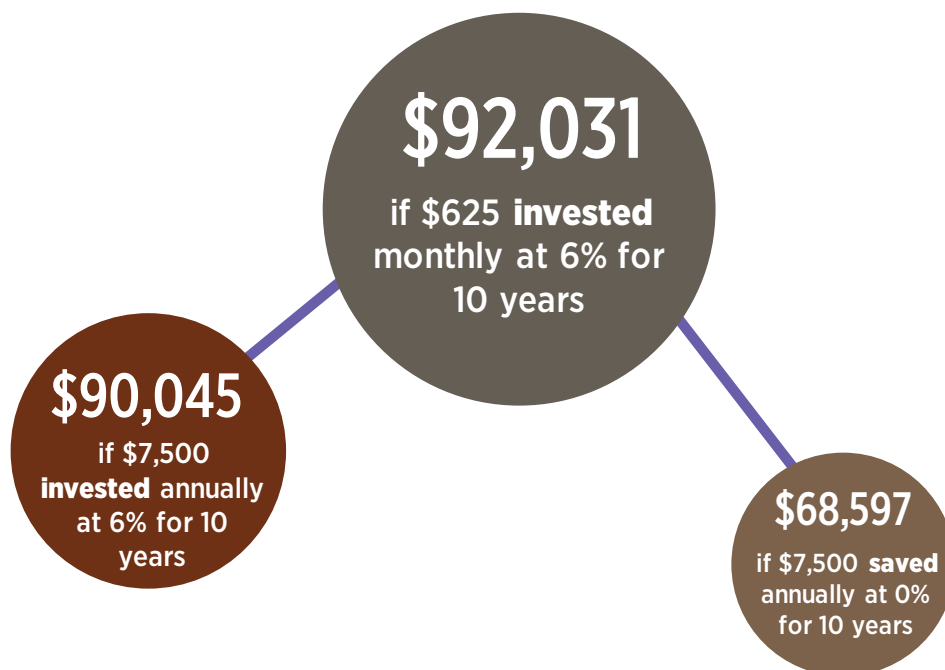 $92,031
if $625 invested
monthly at 6% for
10 years
$90,045
if $7,500
invested annually
at 6% for 10
years
$68,597
if $7,500 saved
annually at 0%
for 10 years